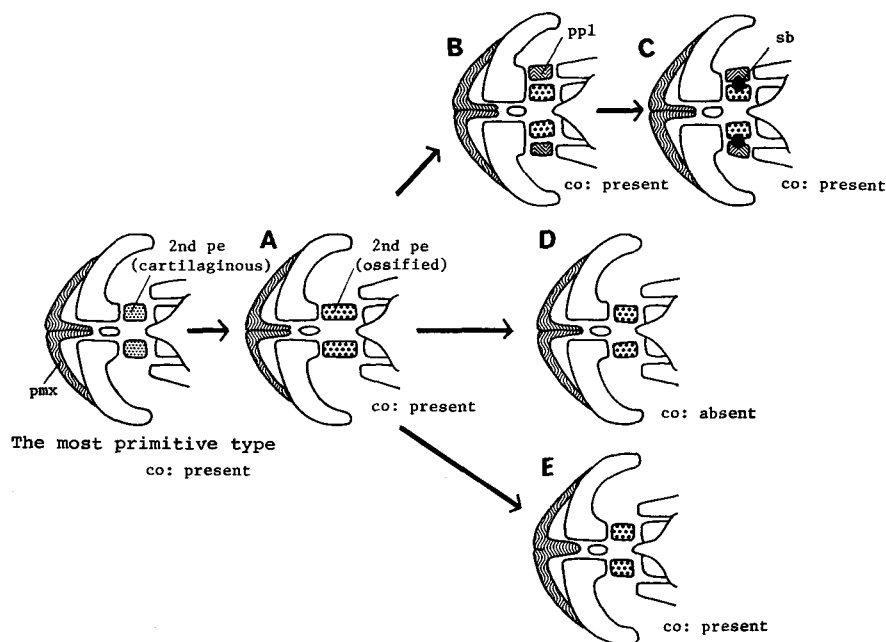 B
pp1
C
sb
co: present
co: present
2nd pe
(cartilaginous)
A
2nd pe
(ossified)
D
pmx
co: present
co: absent
The most primitive type
co: present
E
co: present